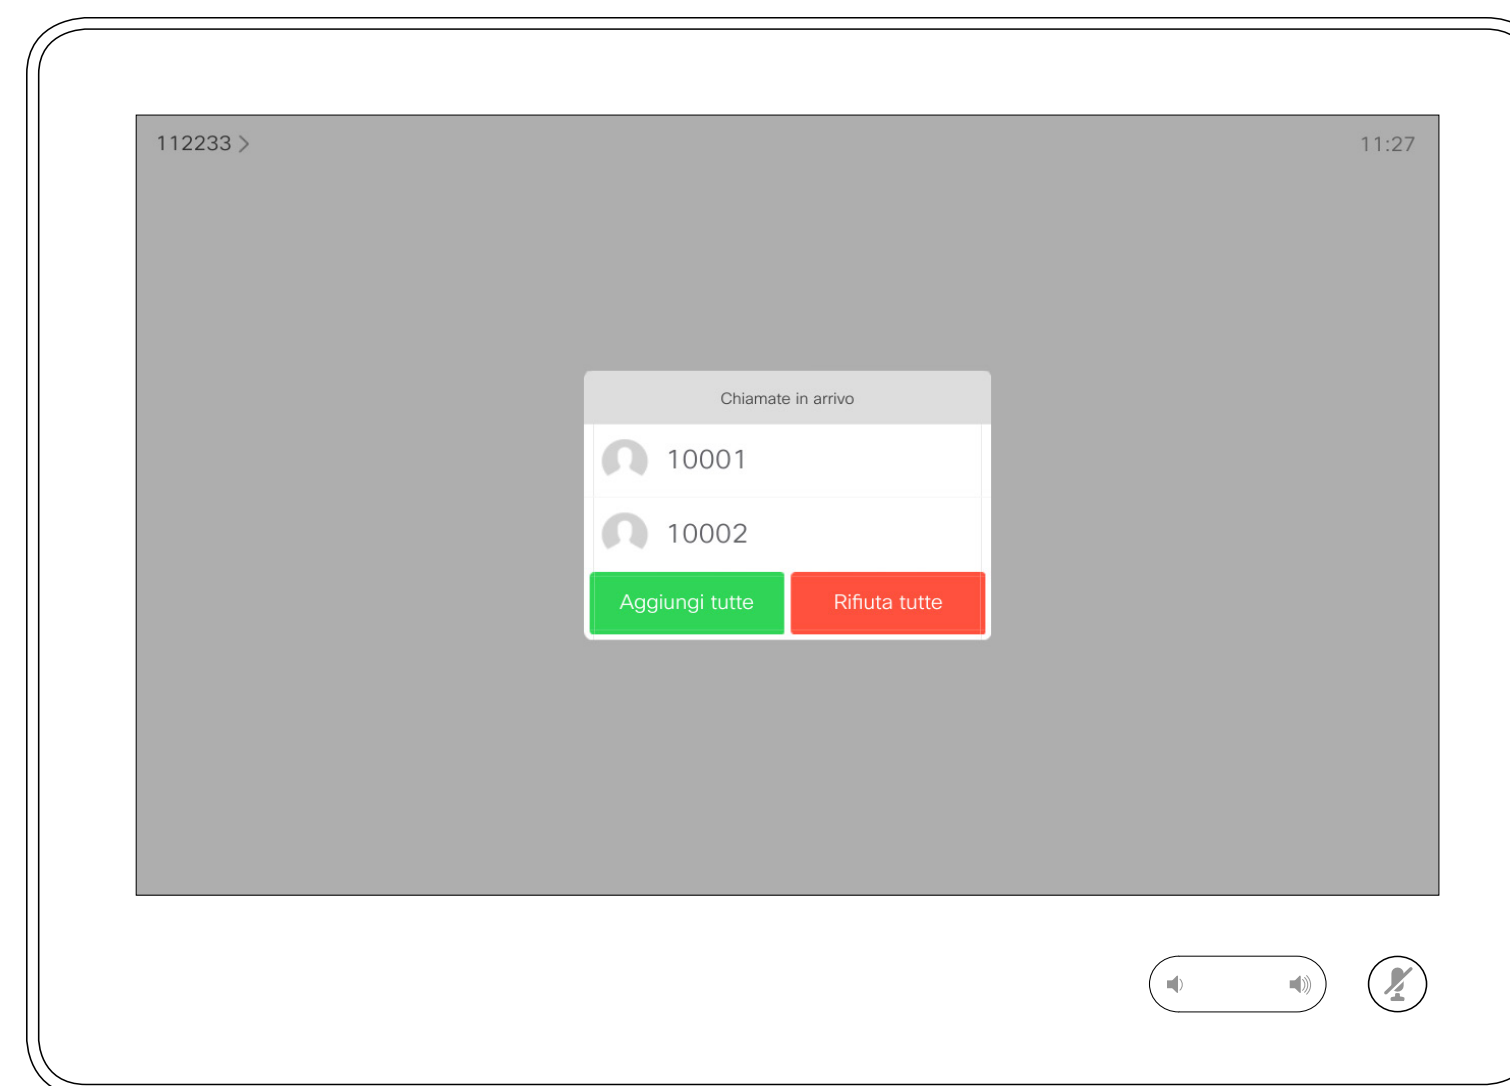 112233 >
11:27
Chiamate in arrivo
10001
10002
Aggiungi tutte
Rifiuta tutte